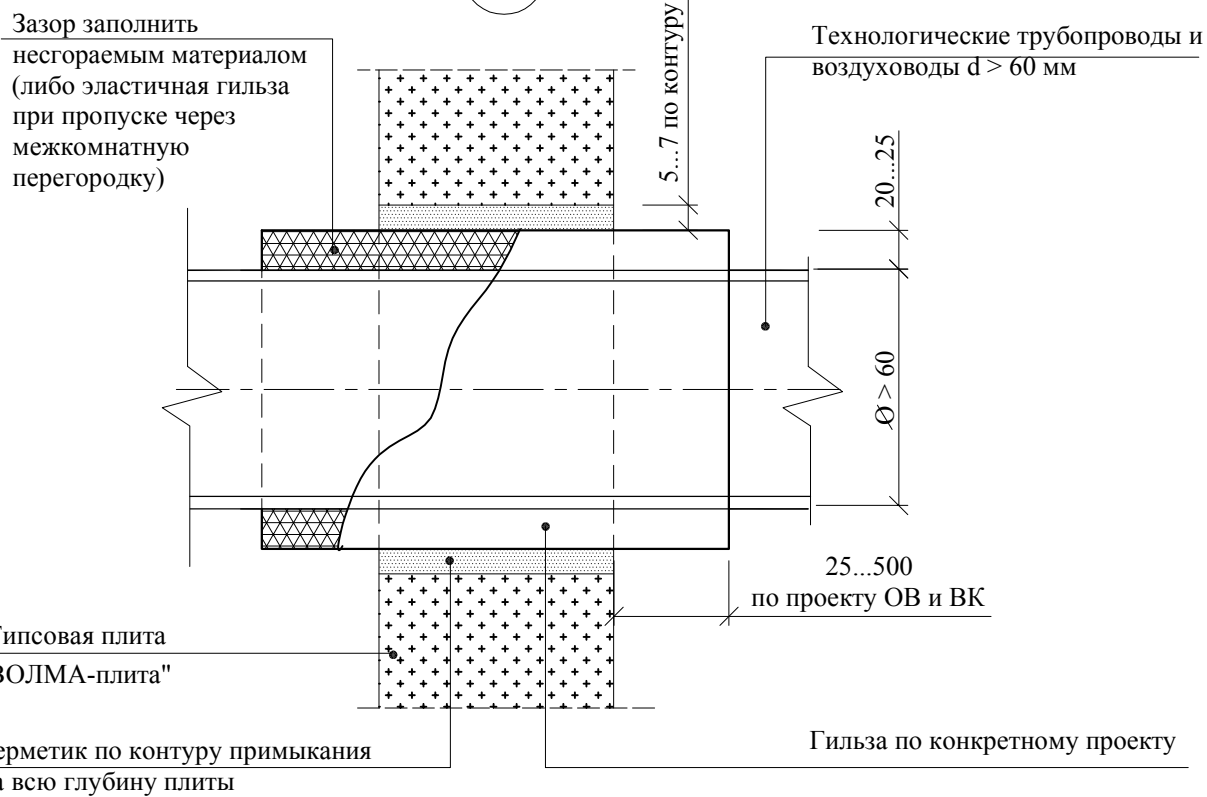 Зазор заполнить
несгораемым материалом
(либо эластичная гильза
при пропуске через
межкомнатную
перегородку)
5...7 по контуру
Технологические трубопроводы и
воздуховоды d > 60 мм
20...25
Ø > 60
25...500
по проекту ОВ и ВК
Гипсовая плита
ВОЛМА-плита"
ерметик по контуру примыкания
а всю глубину плиты
Гильза по конкретному проекту